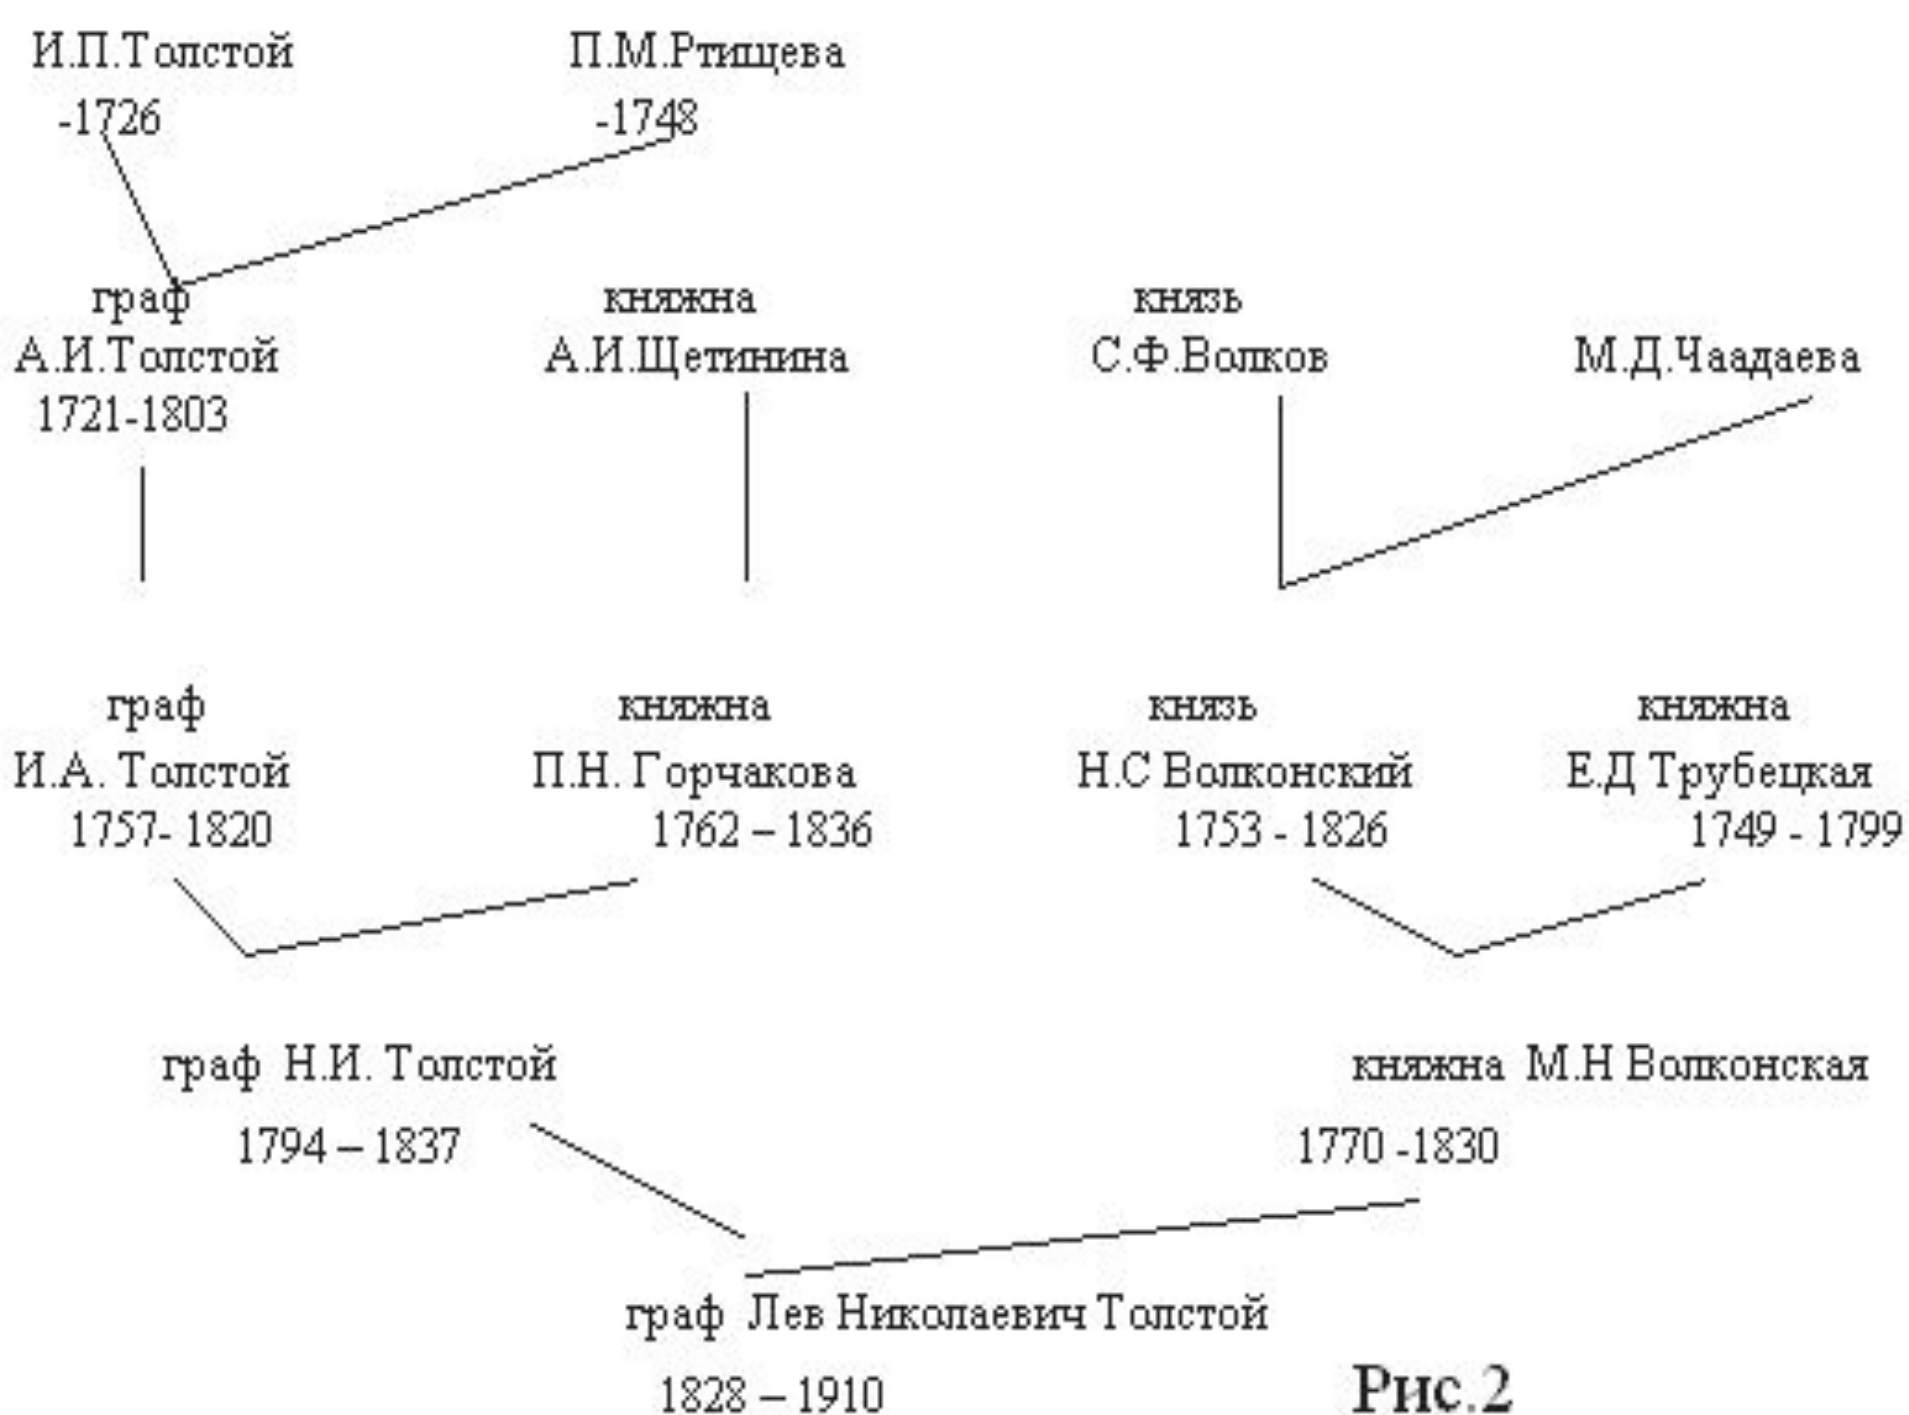 И.П.Толстой П.М.Ртищева
-1726 -1748
граф княжна князь
А.И.Толстой А.И.Щетинина С.Ф.Волков М.Д.Чаадаева
1721-1803
граф княжна князь княжна
И.А. Толстой П.Н. Горчакова Н.С Волконский Е.Д Трубецкая
1757- 1820 1762 – 1836 1753 - 1826 1749 - 1799
граф Н.И. Толстой княжна М.Н Волконская
1794 – 1837 1770 -1830
граф Лев Николаевич Толстой
1828 – 1910 Рис.2